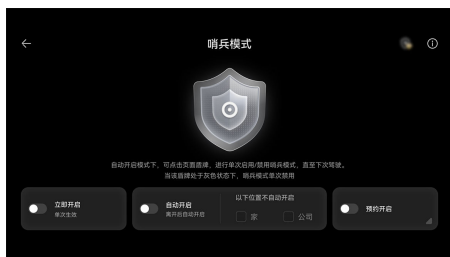 哨兵模式
自动开启模式下，可点击页面盾牌，进行单次启用/禁用哨兵模式，直至下次驾驶。
当该盾牌处于灰色状态下，哨兵模式单次禁用
立即开启
单次生效
自动开启
离开后自动开启
以下位置不自动开启
家
公司
预约开启